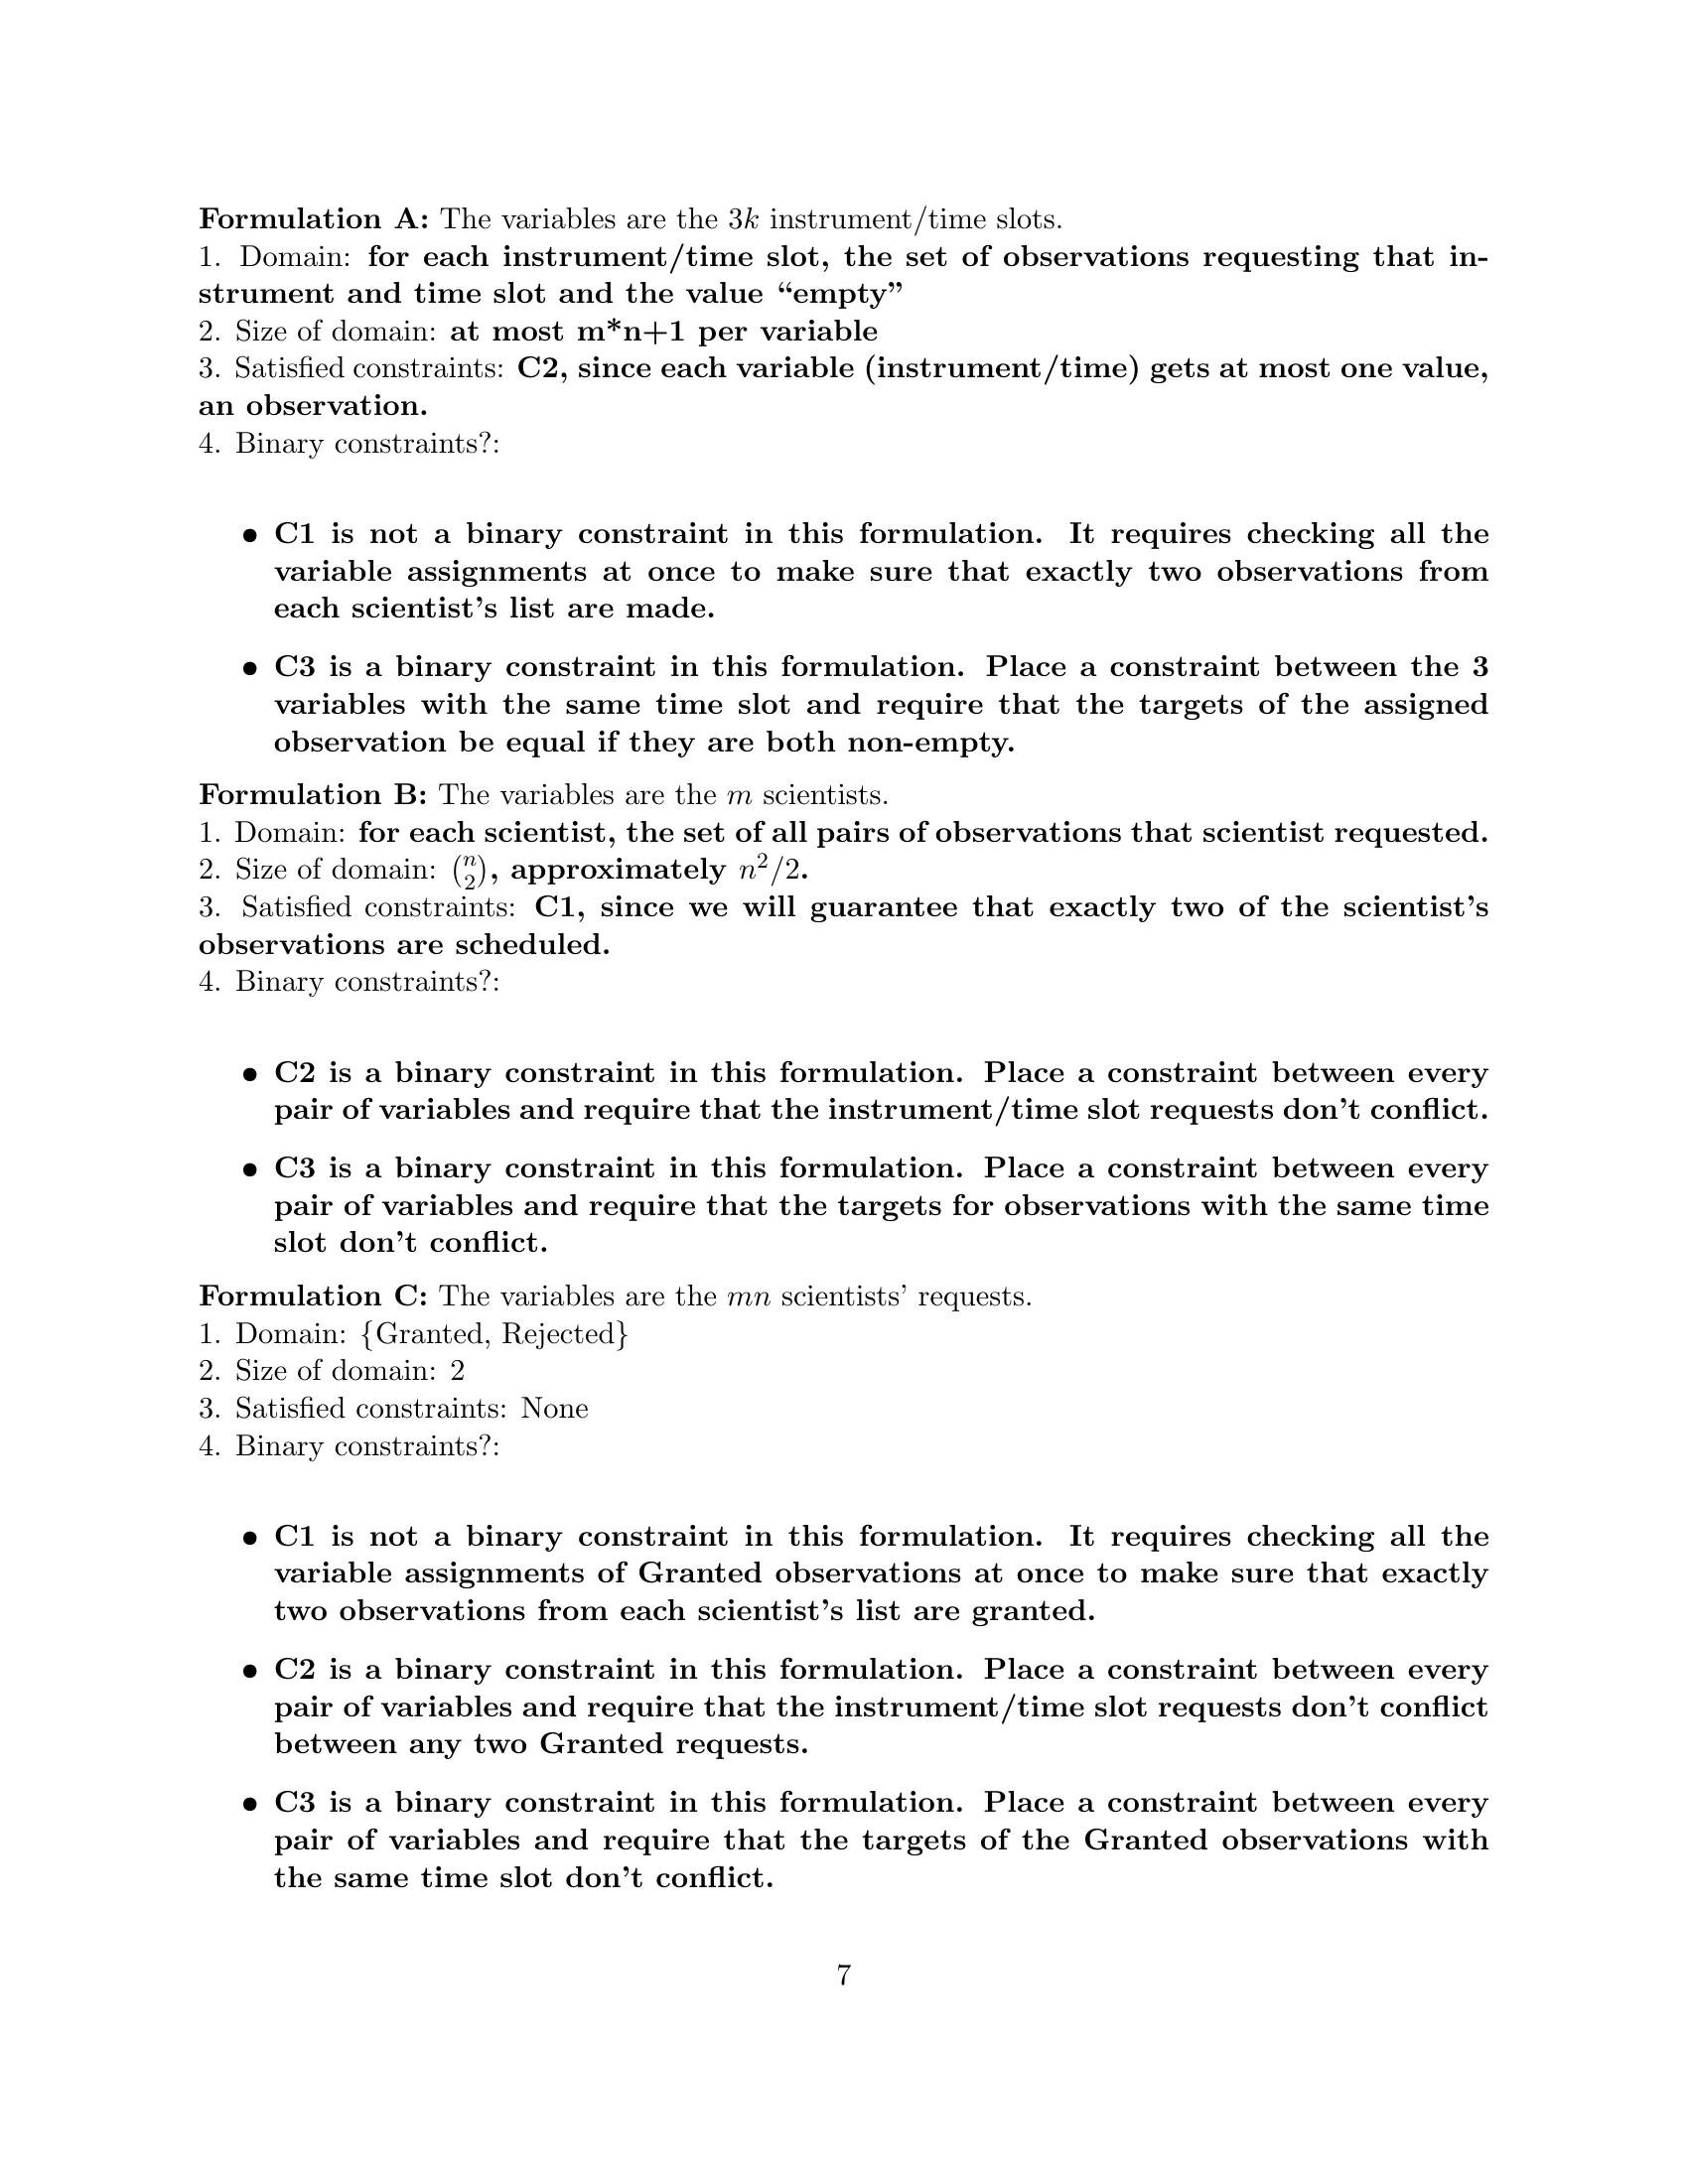 Formulation A: The variables are the 3k instrument/time slots.
1. Domain: for each instrument/time slot, the set of observations requesting that in-
strument and time slot and the value “empty”
2. Size of domain: at most m*n+1 per variable
3. Satisfied constraints: C2, since each variable (instrument/time) gets at most one value,
an observation.
4. Binary constraints?:
• C1 is not a binary constraint in this formulation. It requires checking all the
variable assignments at once to make sure that exactly two observations from
each scientist’s list are made.
• C3 is a binary constraint in this formulation. Place a constraint between the 3
variables with the same time slot and require that the targets of the assigned
observation be equal if they are both non-empty.
Formulation B: The variables are the m scientists.
1. Domain: for each scientist, the set of all pairs of observations that scientist requested.
2. Size of domain: $\binom{n}{2}$, approximately $n^2/2$.
3. Satisfied constraints: C1, since we will guarantee that exactly two of the scientist’s
observations are scheduled.
4. Binary constraints?:
• C2 is a binary constraint in this formulation. Place a constraint between every
pair of variables and require that the instrument/time slot requests don’t conflict.
• C3 is a binary constraint in this formulation. Place a constraint between every
pair of variables and require that the targets for observations with the same time
slot don’t conflict.
Formulation C: The variables are the mn scientists’ requests.
1. Domain: {Granted, Rejected}
2. Size of domain: 2
3. Satisfied constraints: None
4. Binary constraints?:
• C1 is not a binary constraint in this formulation. It requires checking all the
variable assignments of Granted observations at once to make sure that exactly
two observations from each scientist’s list are granted.
• C2 is a binary constraint in this formulation. Place a constraint between every
pair of variables and require that the instrument/time slot requests don’t conflict
between any two Granted requests.
• C3 is a binary constraint in this formulation. Place a constraint between every
pair of variables and require that the targets of the Granted observations with
the same time slot don’t conflict.
7